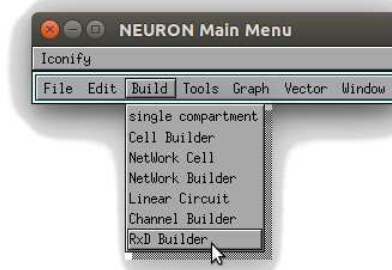 NEURON Main Menu
Iconify
File Edit Build Tools Graph Vector Window
single compartment
Cell Builder
NetWork Cell
NetWork Builder
Linear Circuit
Channel Builder
RxD Builder